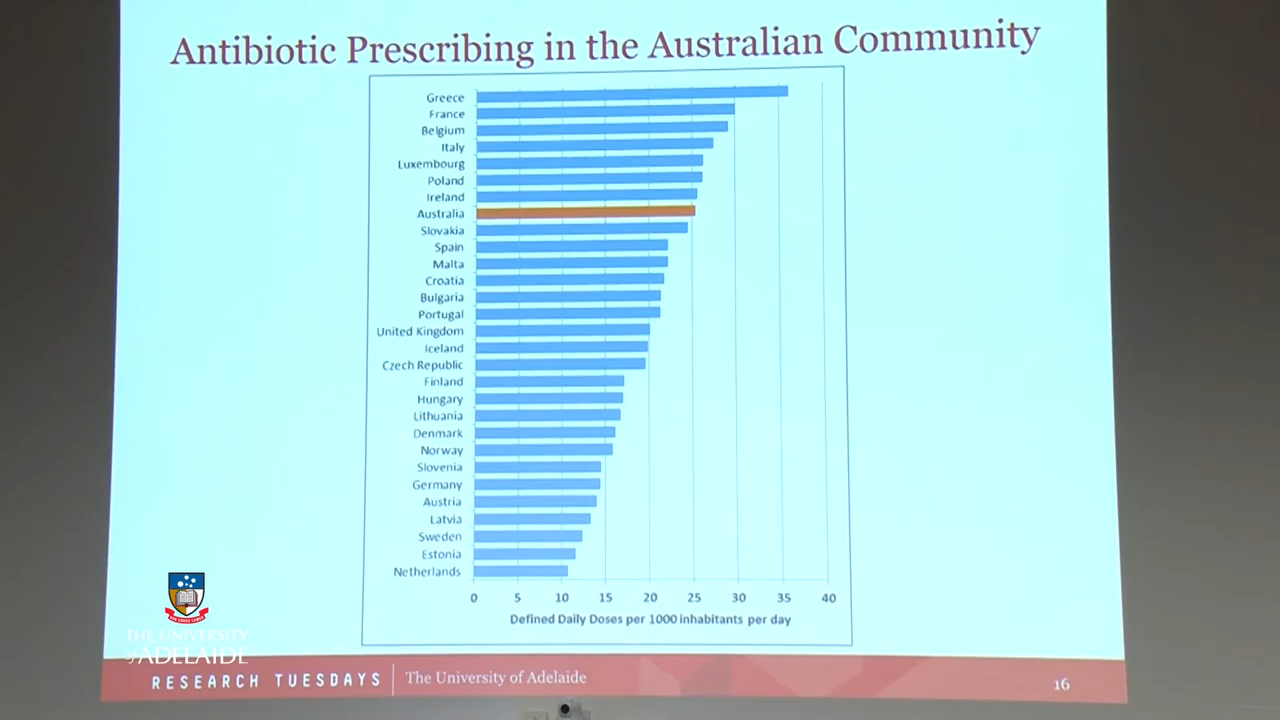 Antibiotic Prescribing in the Australian Community
Greece
France
Belgium
Italy
Luxembourg
Poland
Ireland
Australia
Slovakia
Spain
Malta
Croatia
Bulgaria
Portugal
United Kingdom
Iceland
Czech Republic
Finland
Hungary
Lithuania
Denmark
Norway
Slovenia
Germany
Austria
Latvia
Sweden
Estonia
Netherlands
0 5 10 15 20 25 30 35 40
Defined Daily Doses per 1000 inhabitants per day
THE UNIVERSITY
of ADELAIDE
RESEARCH TUESDAYS
The University of Adelaide
16